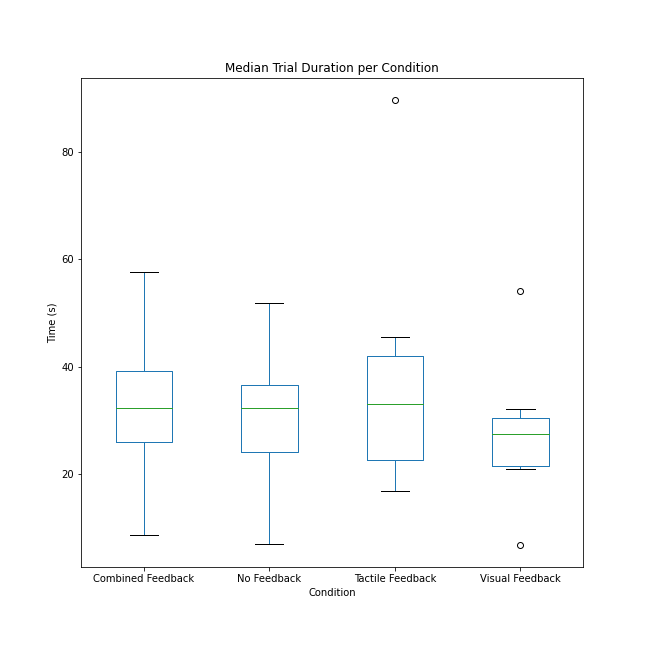 Median Trial Duration per Condition
80
60
40
20
Time (s)
Combined Feedback
No Feedback
Tactile Feedback
Visual Feedback
Condition